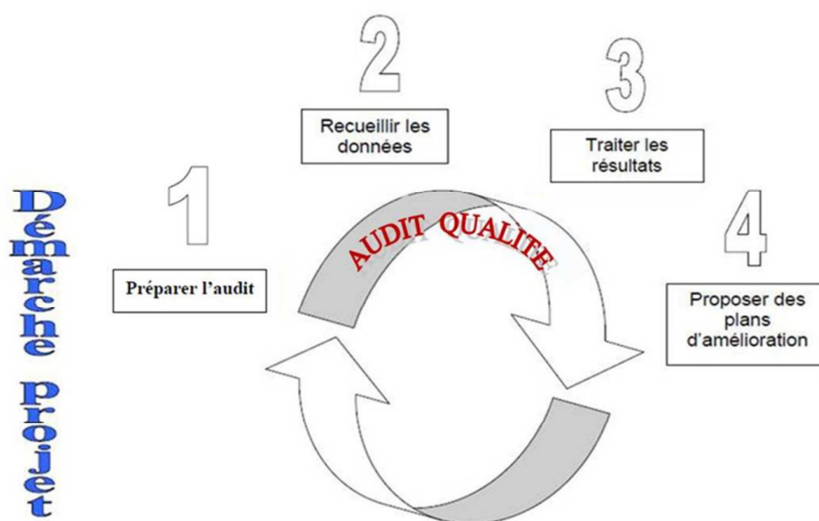 Démarche projet
1
Préparer l'audit
2
Recueillir les
données
3
Traiter les
résultats
4
Proposer des
plans
d'amélioration
AUDIT QUALITE